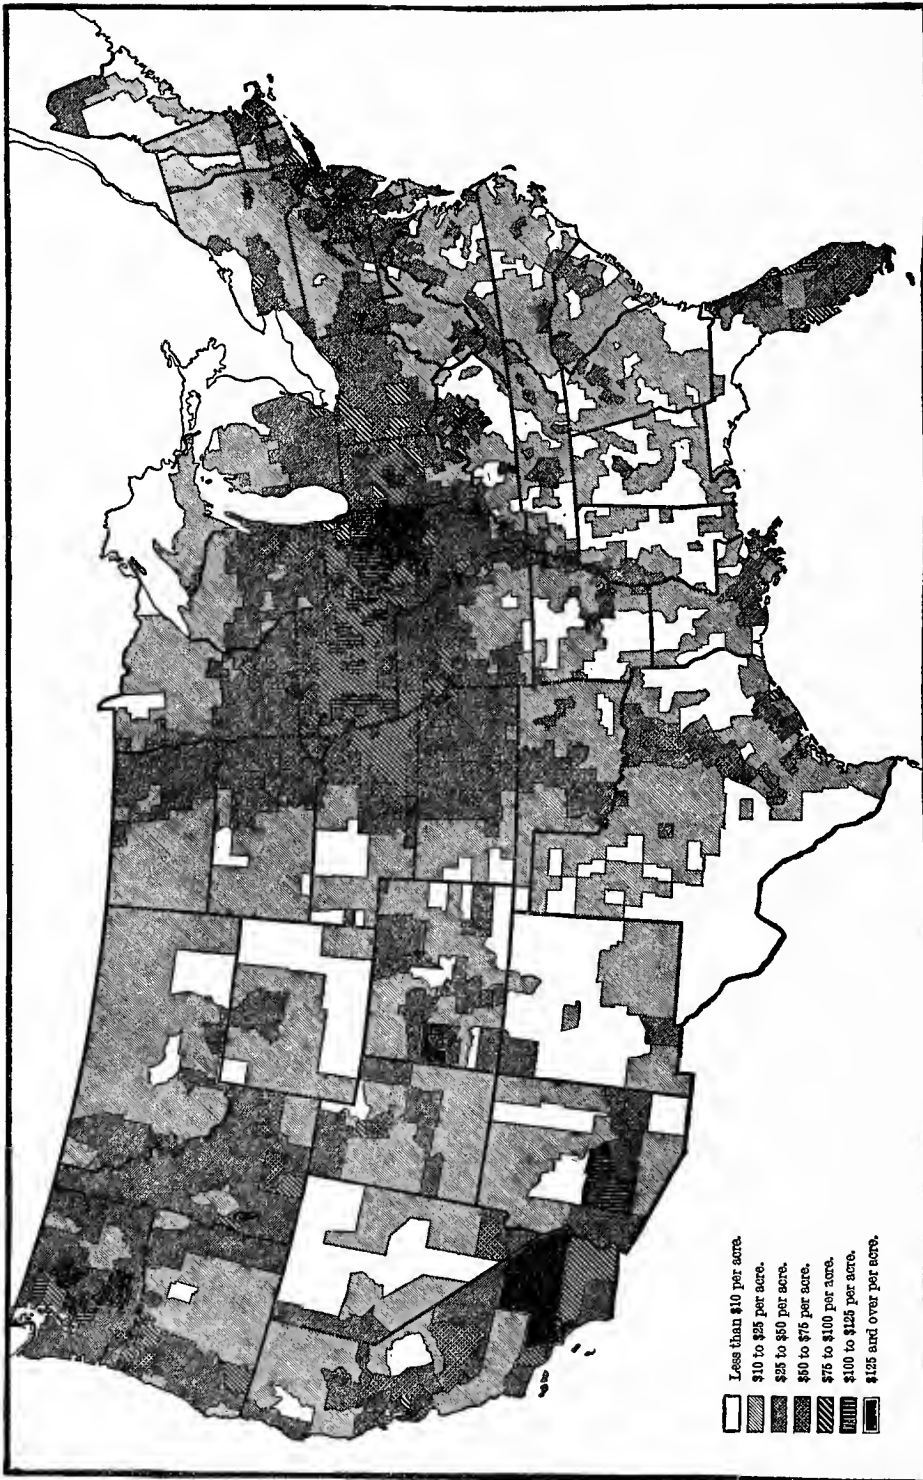 Less than $10 per acre.
$10 to $25 per acre.
$25 to $50 per acre.
$50 to $75 per acre.
$75 to $100 per acre.
$100 to $125 per acre.
$125 and over per acre.